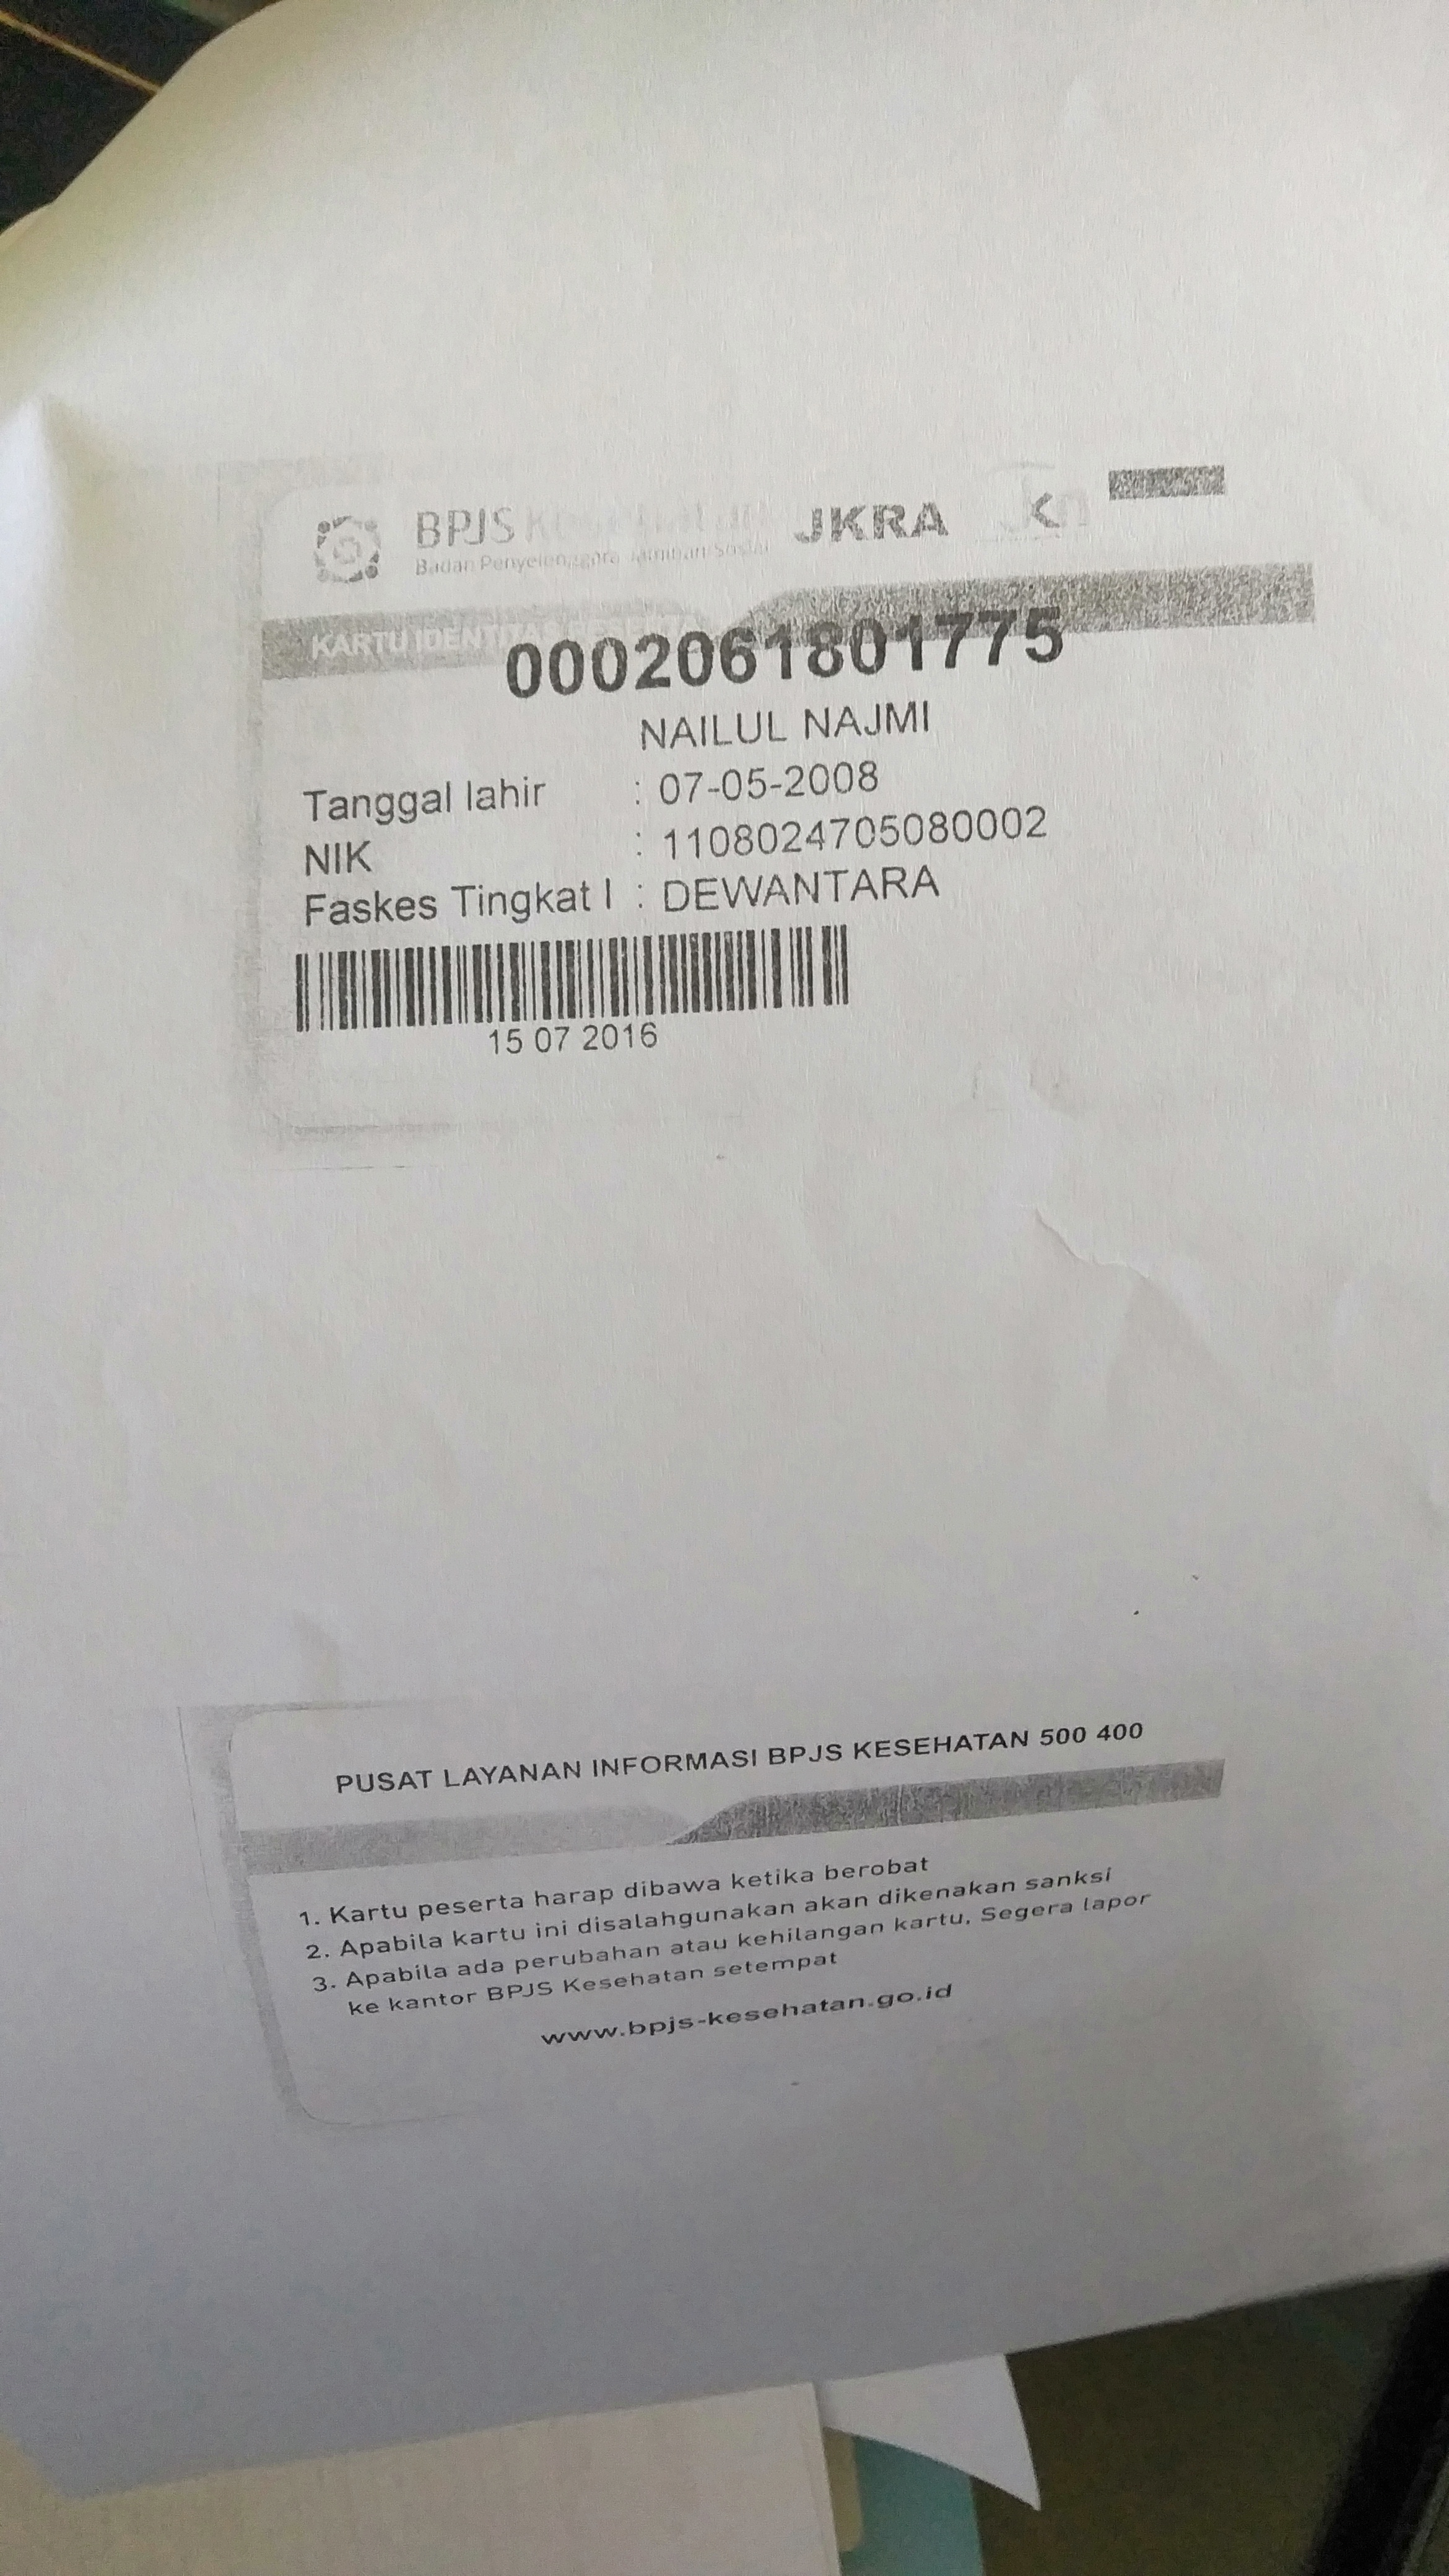 BPJS Kesehatan JKRA
Badan Penyelenggara Jaminan Sosial
KARTU IDENTITAS
0002061801775
NAILUL NAJMI
Tanggal lahir : 07-05-2008
NIK : 1108024705080002
Faskes Tingkat I : DEWANTARA
15 07 2016
PUSAT LAYANAN INFORMASI BPJS KESEHATAN 500 400
1. Kartu peserta harap dibawa ketika berobat
2. Apabila kartu ini disalahgunakan akan dikenakan sanksi
3. Apabila ada perubahan atau kehilangan kartu, Segera lapor
ke kantor BPJS Kesehatan setempat
www.bpjs-kesehatan.go.id